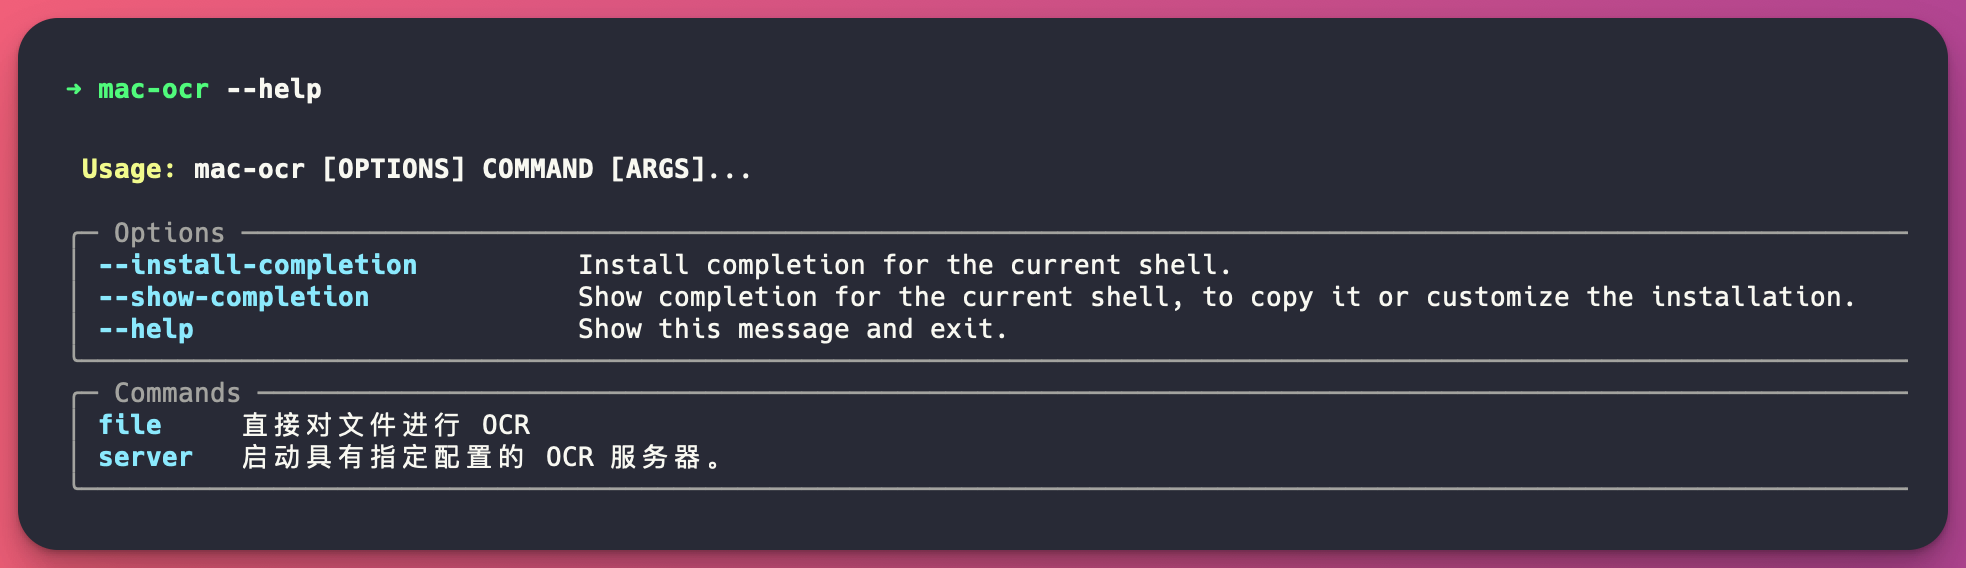 ➜ mac-ocr --help
Usage: mac-ocr [OPTIONS] COMMAND [ARGS]...
Options
--install-completion Install completion for the current shell.
--show-completion Show completion for the current shell, to copy it or customize the installation.
--help Show this message and exit.
Commands
file 直接对文件进行 OCR
server 启动具有指定配置的 OCR 服务器。